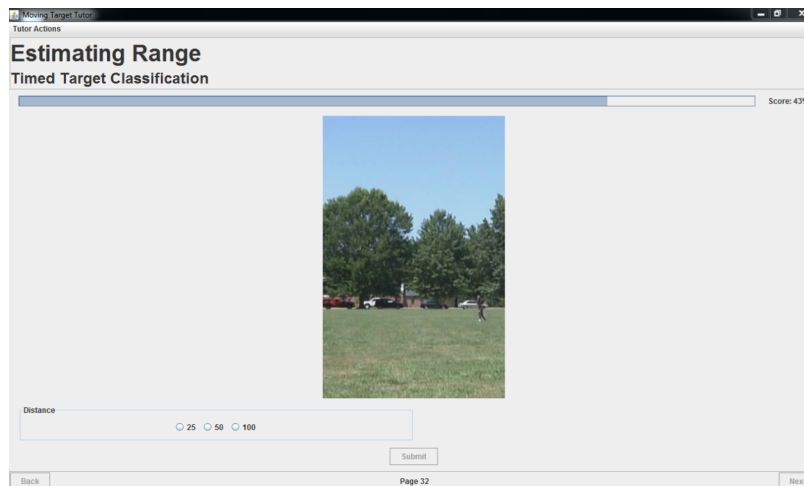 Moving Target Tutor
Tutor Actions
Estimating Range
Timed Target Classification
Score: 43%
Distance
25 50 100
Submit
Back Page 32 Nex